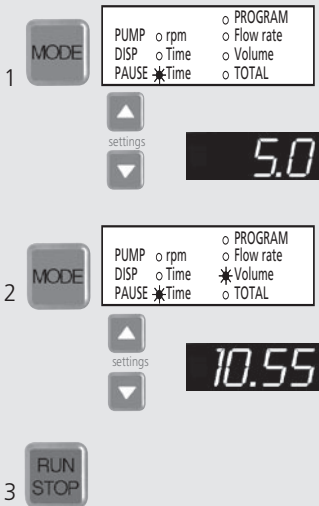 1 MODE
○ PROGRAM
PUMP ○ rpm ○ Flow rate
DISP ○ Time ○ Volume
PAUSE ☀Time ○ TOTAL
settings
5.0
2 MODE
○ PROGRAM
PUMP ○ rpm ○ Flow rate
DISP ○ Time ☀Volume
PAUSE ☀Time ○ TOTAL
settings
10.55
RUN
3 STOP